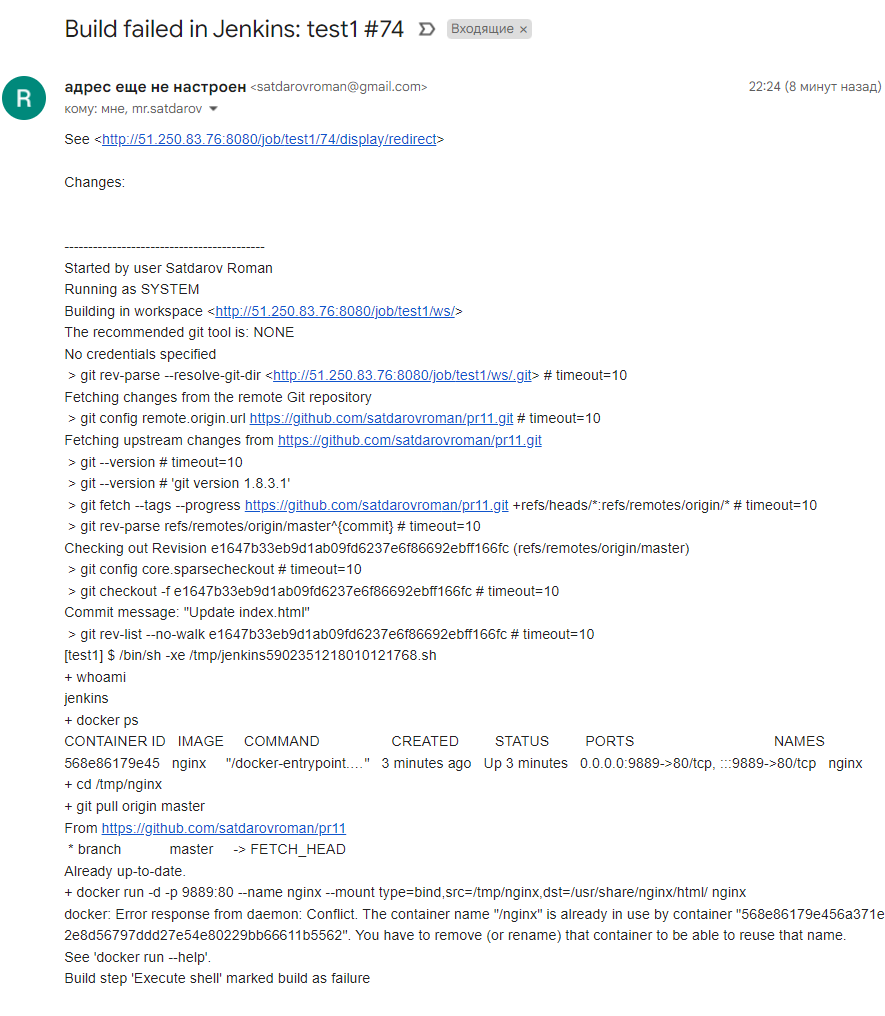 Build failed in Jenkins: test1 #74 Входящие ×
R
адрес еще не настроен <satdarovroman@gmail.com> 22:24 (8 минут назад)
кому: мне, mr.satdarov
See <http://51.250.83.76:8080/job/test1/74/display/redirect>
Changes:
------------------------------------------
Started by user Satdarov Roman
Running as SYSTEM
Building in workspace <http://51.250.83.76:8080/job/test1/ws/>
The recommended git tool is: NONE
No credentials specified
> git rev-parse --resolve-git-dir <http://51.250.83.76:8080/job/test1/ws/.git> # timeout=10
Fetching changes from the remote Git repository
> git config remote.origin.url https://github.com/satdarovroman/pr11.git # timeout=10
Fetching upstream changes from https://github.com/satdarovroman/pr11.git
> git --version # timeout=10
> git --version # 'git version 1.8.3.1'
> git fetch --tags --progress https://github.com/satdarovroman/pr11.git +refs/heads/*:refs/remotes/origin/* # timeout=10
> git rev-parse refs/remotes/origin/master^{commit} # timeout=10
Checking out Revision e1647b33eb9d1ab09fd6237e6f86692ebff166fc (refs/remotes/origin/master)
> git config core.sparsecheckout # timeout=10
> git checkout -f e1647b33eb9d1ab09fd6237e6f86692ebff166fc # timeout=10
Commit message: "Update index.html"
> git rev-list --no-walk e1647b33eb9d1ab09fd6237e6f86692ebff166fc # timeout=10
[test1] $ /bin/sh -xe /tmp/jenkins5902351218010121768.sh
+ whoami
jenkins
+ docker ps
CONTAINER ID IMAGE COMMAND CREATED STATUS PORTS NAMES
568e86179e45 nginx "/docker-entrypoint.…" 3 minutes ago Up 3 minutes 0.0.0.0:9889->80/tcp, :::9889->80/tcp nginx
+ cd /tmp/nginx
+ git pull origin master
From https://github.com/satdarovroman/pr11
* branch master -> FETCH_HEAD
Already up-to-date.
+ docker run -d -p 9889:80 --name nginx --mount type=bind,src=/tmp/nginx,dst=/usr/share/nginx/html/ nginx
docker: Error response from daemon: Conflict. The container name "/nginx" is already in use by container "568e86179e456a371e
2e8d56797ddd27e54e80229bb66611b5562". You have to remove (or rename) that container to be able to reuse that name.
See 'docker run --help'.
Build step 'Execute shell' marked build as failure